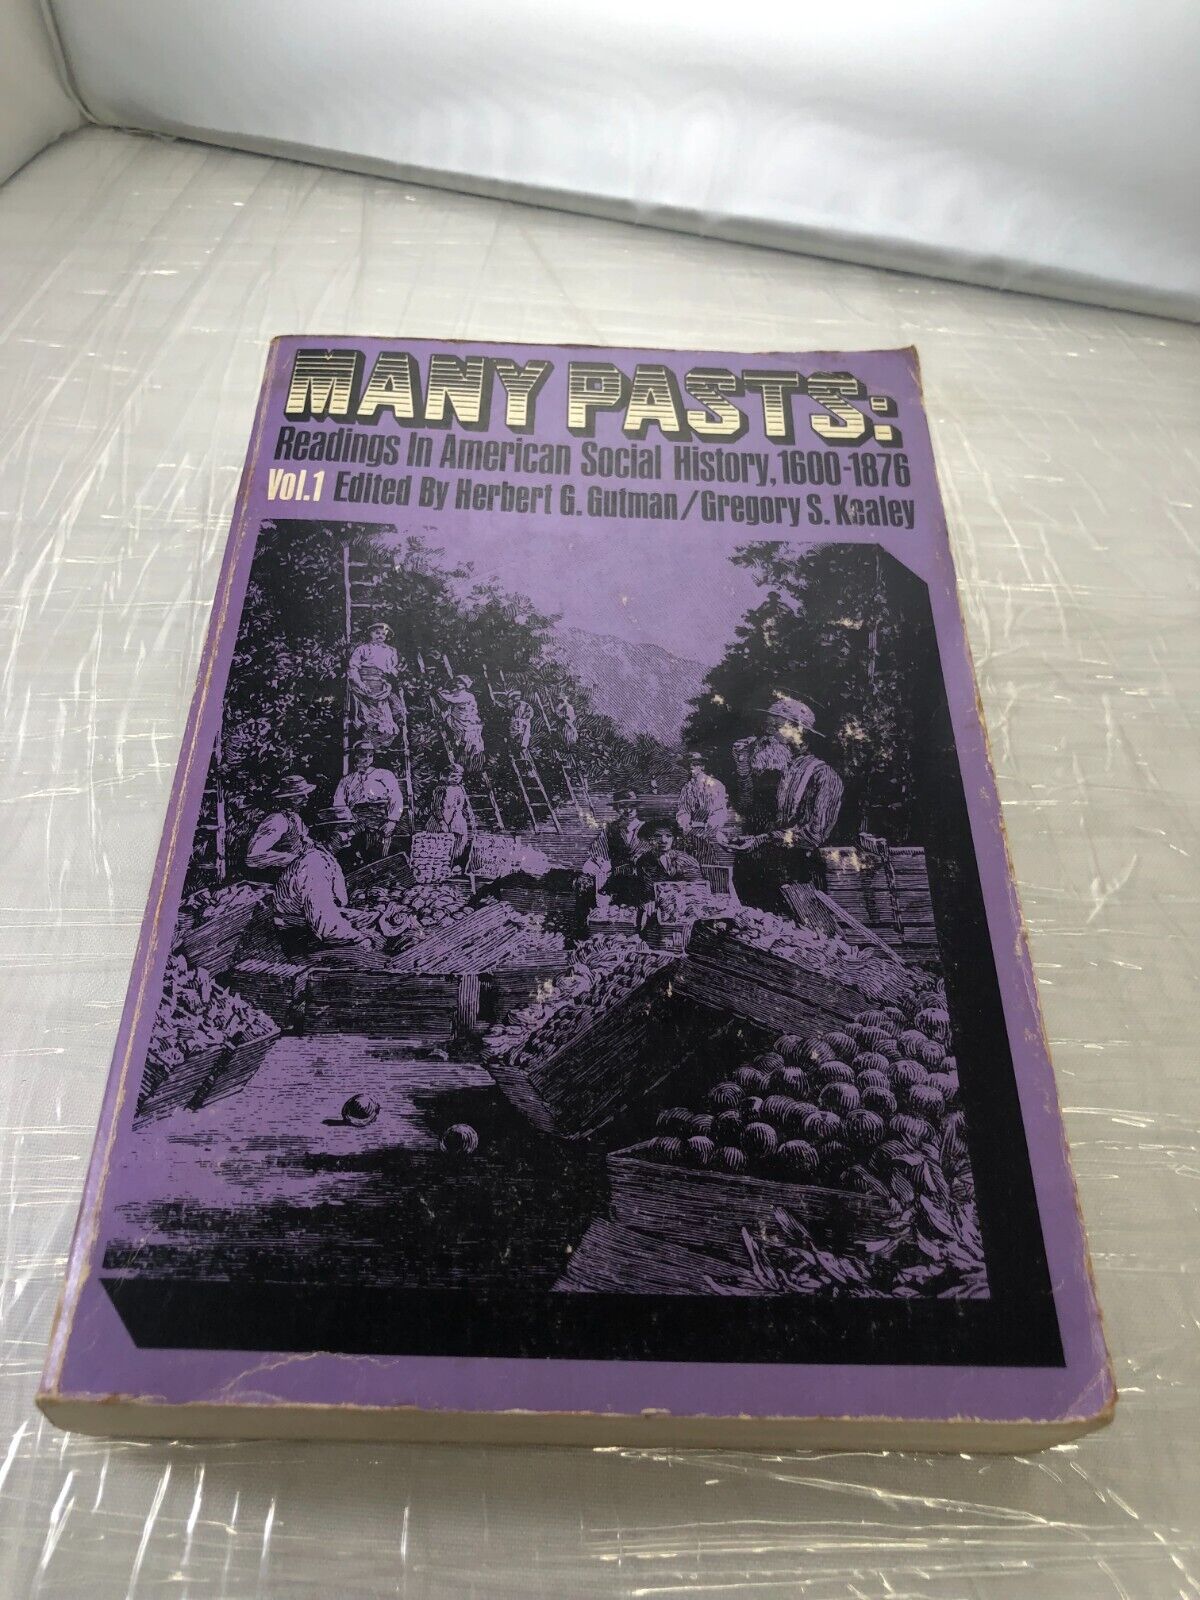 MANY PASTS:
Readings In American Social History, 1600-1876
Vol.1 Edited By Herbert G. Gutman/Gregory S. Kealey